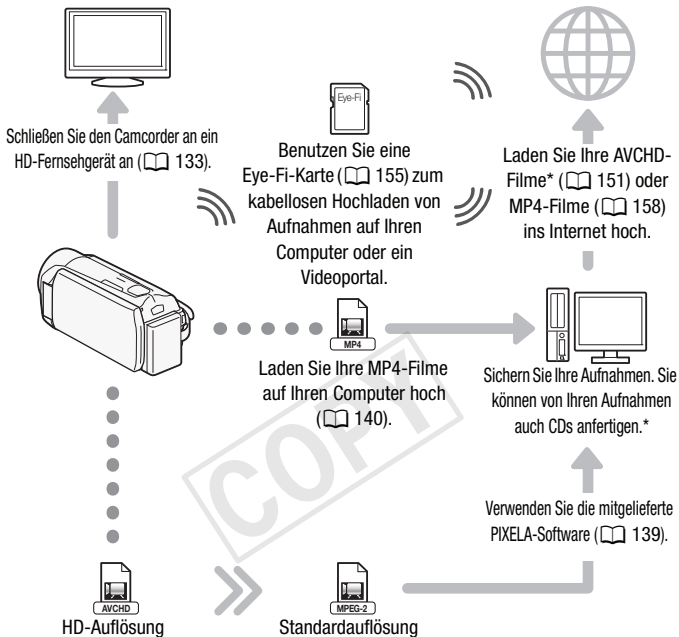 Eye-Fi
Schließen Sie den Camcorder an ein
HD-Fernsehgerät an (133).
Benutzen Sie eine
Eye-Fi-Karte (155) zum
kabellosen Hochladen von
Aufnahmen auf Ihren
Computer oder ein
Videoportal.
Laden Sie Ihre AVCHD-
Filme* (151) oder
MP4-Filme (158)
ins Internet hoch.
MP4
Laden Sie Ihre MP4-Filme
auf Ihren Computer hoch
(140).
Sichern Sie Ihre Aufnahmen. Sie
können von Ihren Aufnahmen
auch CDs anfertigen.*
COPY
Verwenden Sie die mitgelieferte
PIXELA-Software (139).
AVCHD
HD-Auflösung
MPEG-2
Standardauflösung